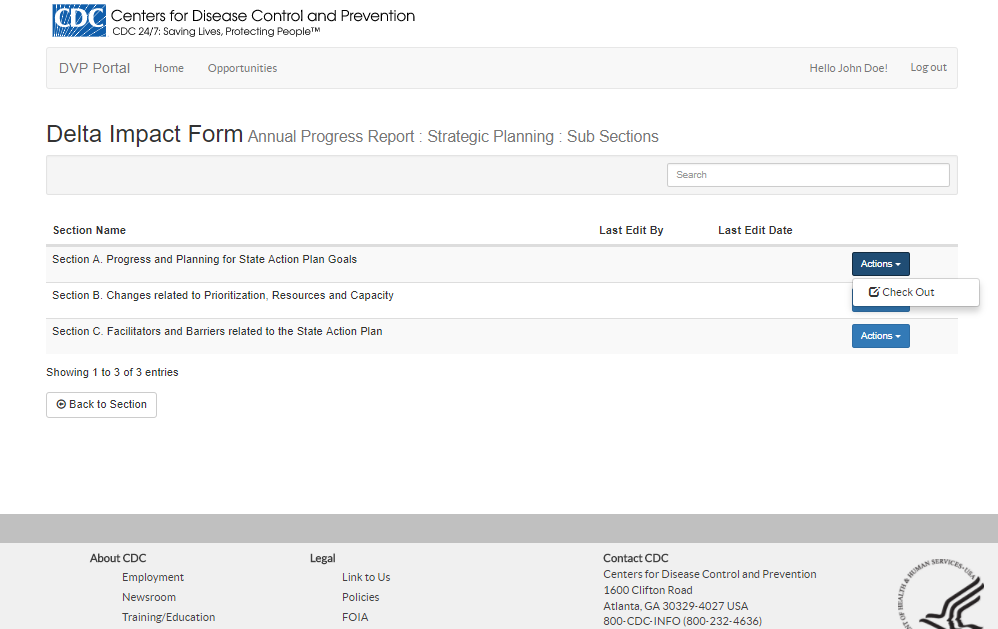 CDC Centers for Disease Control and Prevention
CDC 24/7: Saving Lives, Protecting People™
DVP Portal Home Opportunities Hello John Doe! Log out
Delta Impact Form Annual Progress Report : Strategic Planning : Sub Sections
Search
Section Name Last Edit By Last Edit Date
Section A. Progress and Planning for State Action Plan Goals Actions
Check Out
Section B. Changes related to Prioritization, Resources and Capacity
Section C. Facilitators and Barriers related to the State Action Plan Actions
Showing 1 to 3 of 3 entries
Back to Section
About CDC Legal Contact CDC
Employment Link to Us Centers for Disease Control and Prevention
Newsroom Policies 1600 Clifton Road
Training/Education FOIA Atlanta, GA 30329-4027 USA
800-CDC-INFO (800-232-4636)
OF HEALTH & HUMAN SERVICES·USA